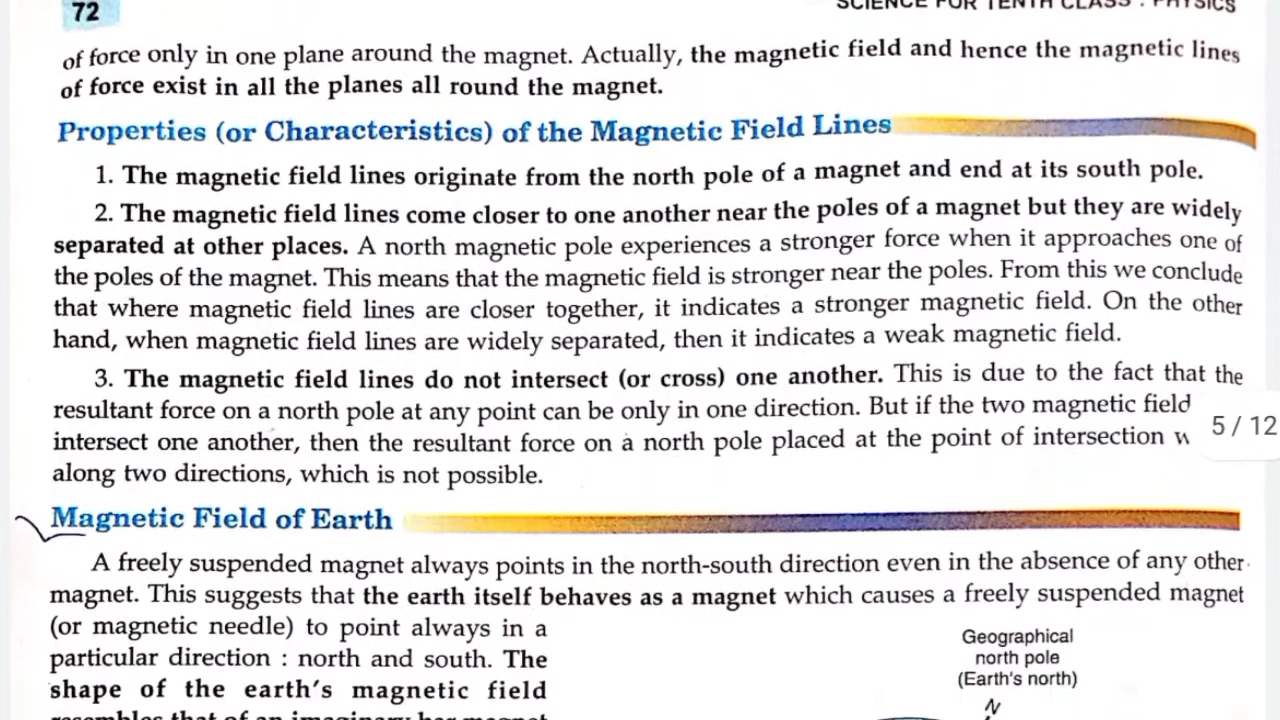 72
SCIENCE FOR TENTH CLASS : PHYSICS
of force only in one plane around the magnet. Actually, the magnetic field and hence the magnetic lines
of force exist in all the planes all round the magnet.
Properties (or Characteristics) of the Magnetic Field Lines
1. The magnetic field lines originate from the north pole of a magnet and end at its south pole.
2. The magnetic field lines come closer to one another near the poles of a magnet but they are widely
separated at other places. A north magnetic pole experiences a stronger force when it approaches one of
the poles of the magnet. This means that the magnetic field is stronger near the poles. From this we conclude
that where magnetic field lines are closer together, it indicates a stronger magnetic field. On the other
hand, when magnetic field lines are widely separated, then it indicates a weak magnetic field.
3. The magnetic field lines do not intersect (or cross) one another. This is due to the fact that the
resultant force on a north pole at any point can be only in one direction. But if the two magnetic field
intersect one another, then the resultant force on a north pole placed at the point of intersection
5 / 12
along two directions, which is not possible.
Magnetic Field of Earth
A freely suspended magnet always points in the north-south direction even in the absence of any other
magnet. This suggests that the earth itself behaves as a magnet which causes a freely suspended magnet
(or magnetic needle) to point always in a
particular direction : north and south. The
shape of the earth's magnetic field
resembles that of an imaginary bar magnet
Geographical
north pole
(Earth's north)
N